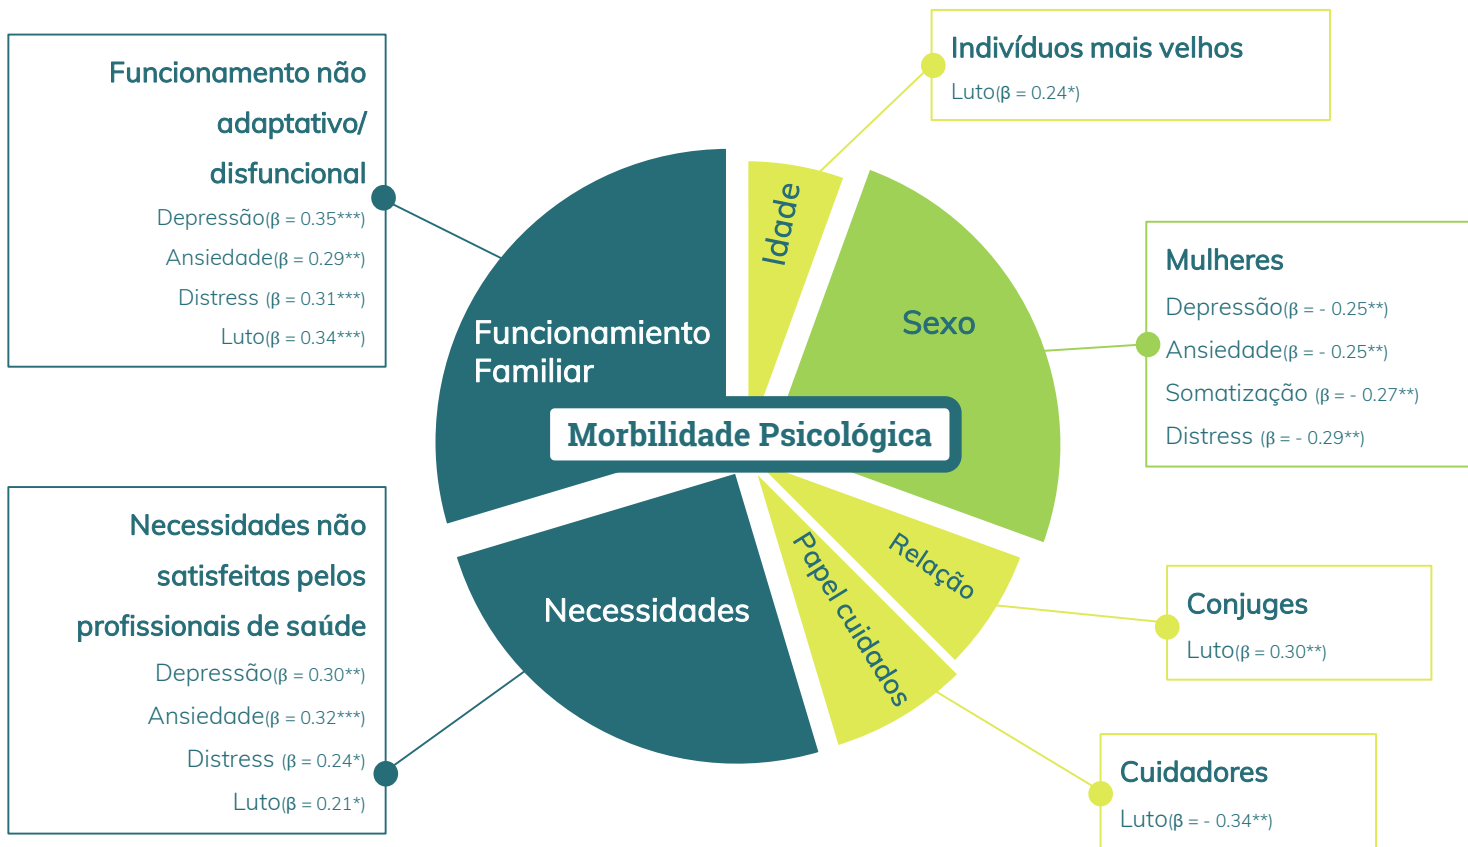 Funcionamento não
adaptativo/
disfuncional
Depressão(β = 0.35***)
Ansiedade(β = 0.29**)
Distress (β = 0.31***)
Luto(β = 0.34***)
Indivíduos mais velhos
Luto(β = 0.24*)
Idade
Sexo
Mulheres
Depressão(β = - 0.25**)
Ansiedade(β = - 0.25**)
Somatização (β = - 0.27**)
Distress (β = - 0.29**)
Funcionamiento
Familiar
Morbilidade Psicológica
Necessidades não
satisfeitas pelos
profissionais de saúde
Depressão(β = 0.30**)
Ansiedade(β = 0.32***)
Distress (β = 0.24*)
Luto(β = 0.21*)
Necessidades
Papel cuidados
Relação
Conjuges
Luto(β = 0.30**)
Cuidadores
Luto(β = - 0.34**)